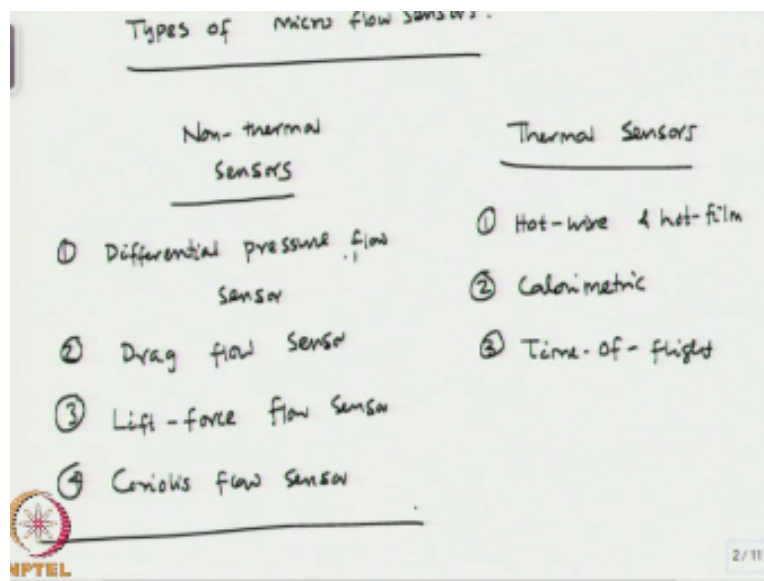 Types of Micro flow sensors.
Non-thermal
Sensors
① Differential pressure flow
Sensor
② Drag flow Sensor
③ Lift-force flow Sensor
④ Coriolis flow Sensor
Thermal Sensors
① Hot-wire & hot-film
② Calorimetric
③ Time-of-flight
NPTEL
2/11